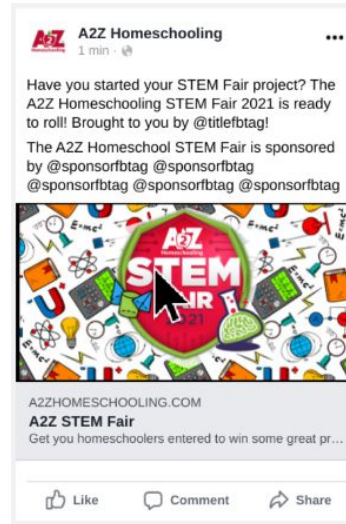 A2Z Homeschooling
1 min ·
Have you started your STEM Fair project? The
A2Z Homeschooling STEM Fair 2021 is ready
to roll! Brought to you by @titlefbtag!
The A2Z Homeschool STEM Fair is sponsored
by @sponsorfbtag @sponsorfbtag
@sponsorfbtag @sponsorfbtag @sponsorfbtag
A2Z
Homeschooling
STEM
2021
A2ZHOMESCHOOLING.COM
A2Z STEM Fair
Get you homeschoolers entered to win some great pr...
Like
Comment
Share